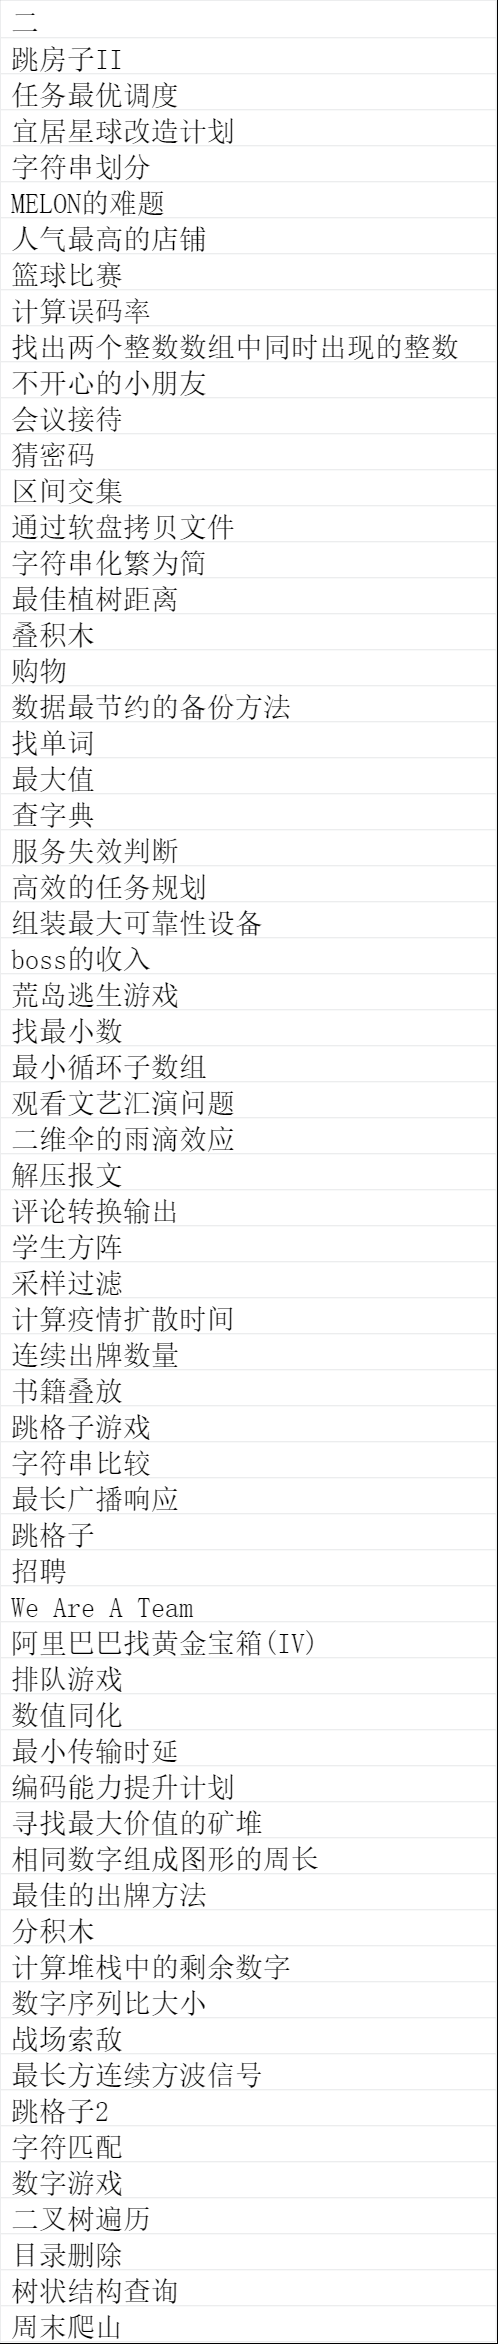 二
跳房子II
任务最优调度
宜居星球改造计划
字符串划分
MELON的难题
人气最高的店铺
篮球比赛
计算误码率
找出两个整数数组中同时出现的整数
不开心的小朋友
会议接待
猜密码
区间交集
通过软盘拷贝文件
字符串化繁为简
最佳植树距离
叠积木
购物
数据最节约的备份方法
找单词
最大值
查字典
服务失效判断
高效的任务规划
组装最大可靠性设备
boss的收入
荒岛逃生游戏
找最小数
最小循环子数组
观看文艺汇演问题
二维伞的雨滴效应
解压报文
评论转换输出
学生方阵
采样过滤
计算疫情扩散时间
连续出牌数量
书籍叠放
跳格子游戏
字符串比较
最长广播响应
跳格子
招聘
We Are A Team
阿里巴巴找黄金宝箱(IV)
排队游戏
数值同化
最小传输时延
编码能力提升计划
寻找最大价值的矿堆
相同数字组成图形的周长
最佳的出牌方法
分积木
计算堆栈中的剩余数字
数字序列比大小
战场索敌
最长方连续方波信号
跳格子2
字符匹配
数字游戏
二叉树遍历
目录删除
树状结构查询
周末爬山